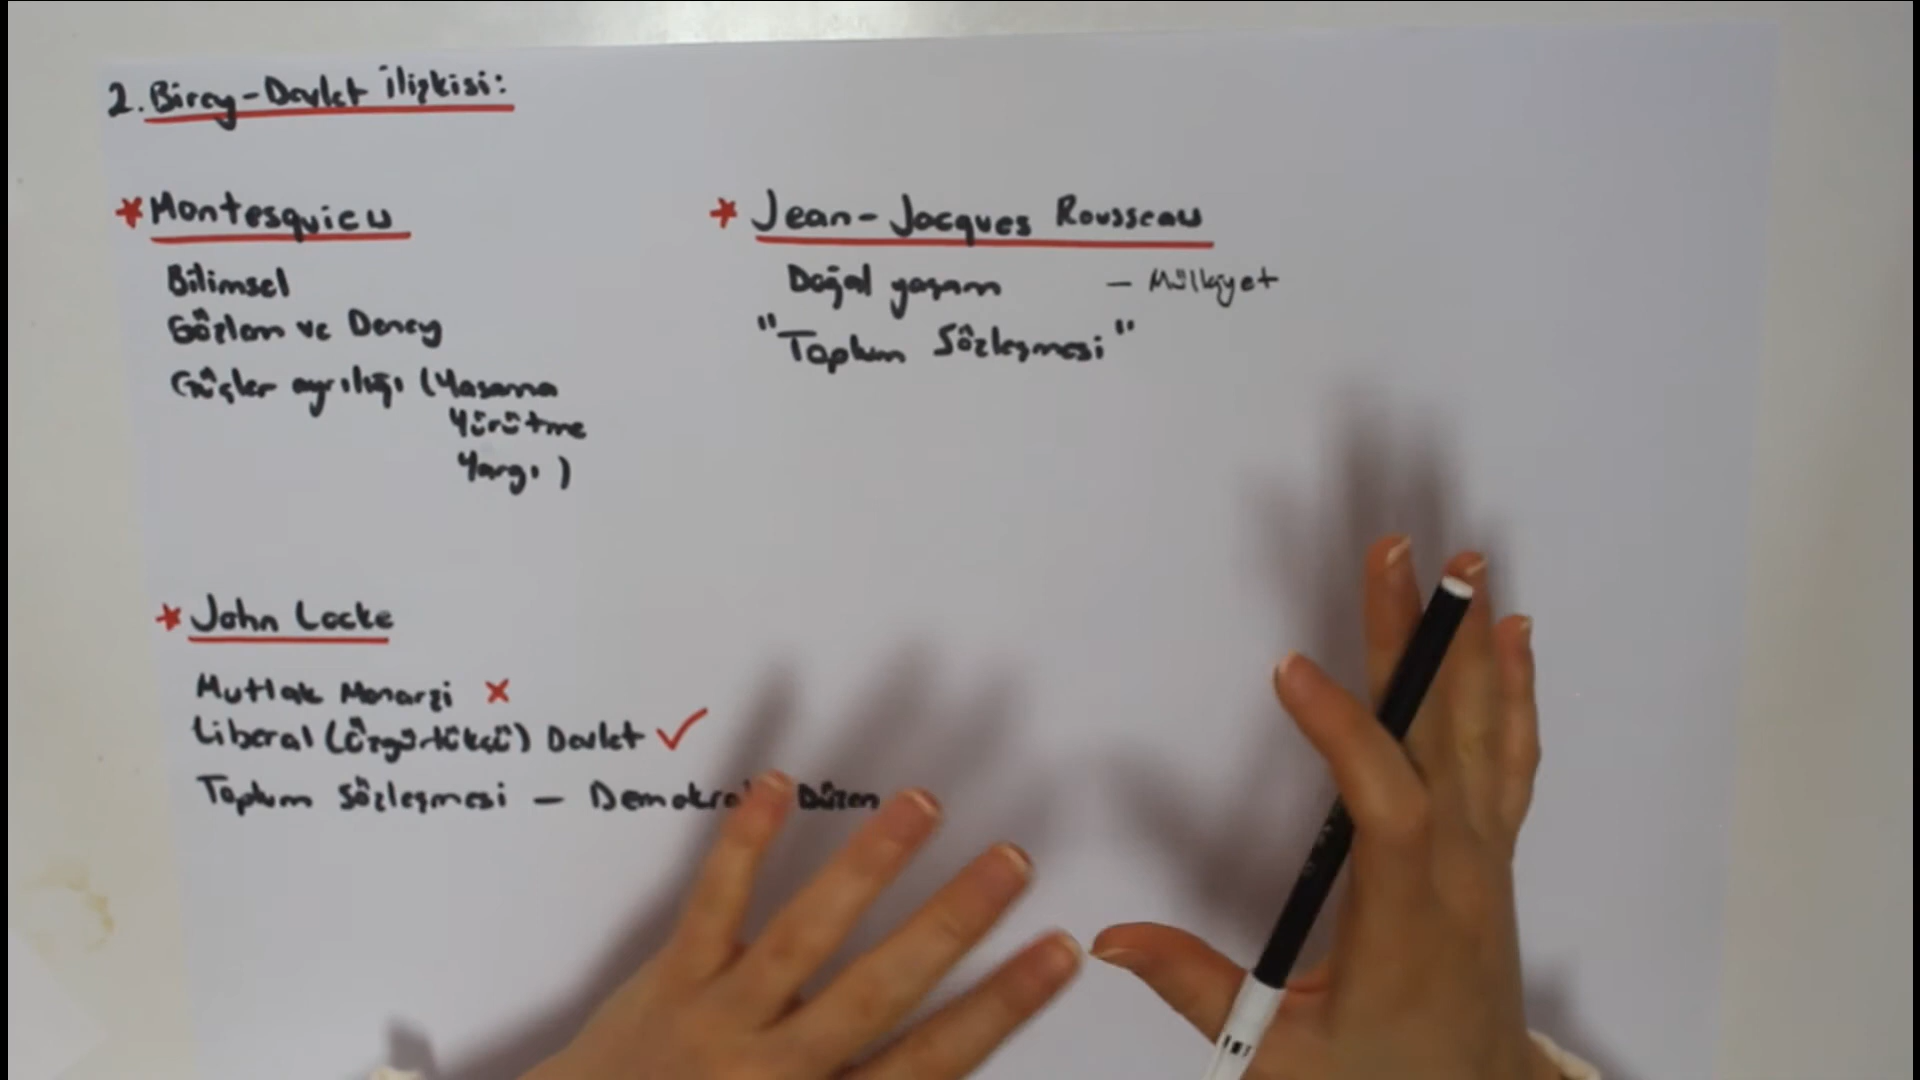 2. Birey-Devlet İlişkisi:
* Montesquieu
Bilimsel
Gözlem ve Deney
Güçler ayrılığı (Yasama
Yürütme
Yargı)
* Jean-Jacques Rousseau
Doğal yaşam - Mülkiyet
"Toplum Sözleşmesi"
* John Locke
Mutlak Monarşi ×
Liberal (Özgürlükçü) Devlet ✓
Toplum Sözleşmesi - Düzen